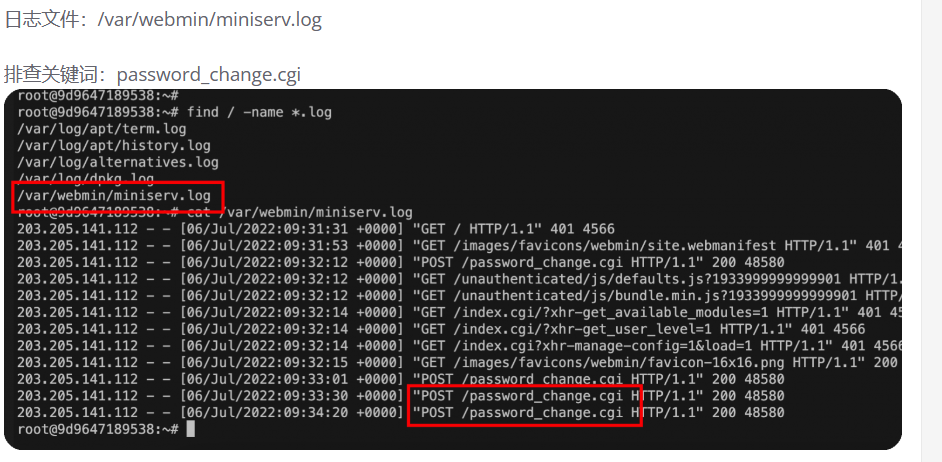 日志文件：/var/webmin/miniserv.log
排查关键词：password_change.cgi
root@9d9647189538:~#
root@9d9647189538:~# find / -name *.log
/var/log/apt/term.log
/var/log/apt/history.log
/var/log/alternatives.log
/var/log/dpkg.log
/var/webmin/miniserv.log
root@9d9647189538:~# cat /var/webmin/miniserv.log
203.205.141.112 - - [06/Jul/2022:09:31:31 +0000] "GET / HTTP/1.1" 401 4566
203.205.141.112 - - [06/Jul/2022:09:31:53 +0000] "GET /images/favicons/webmin/site.webmanifest HTTP/1.1" 401 4
203.205.141.112 - - [06/Jul/2022:09:32:12 +0000] "POST /password_change.cgi HTTP/1.1" 200 48580
203.205.141.112 - - [06/Jul/2022:09:32:12 +0000] "GET /unauthenticated/js/defaults.js?1933999999999901 HTTP/1.
203.205.141.112 - - [06/Jul/2022:09:32:12 +0000] "GET /unauthenticated/js/bundle.min.js?1933999999999901 HTTP/
203.205.141.112 - - [06/Jul/2022:09:32:14 +0000] "GET /index.cgi/?xhr-get_available_modules=1 HTTP/1.1" 401 45
203.205.141.112 - - [06/Jul/2022:09:32:14 +0000] "GET /index.cgi/?xhr-get_user_level=1 HTTP/1.1" 401 4566
203.205.141.112 - - [06/Jul/2022:09:32:14 +0000] "GET /index.cgi?xhr-manage-config=1&load=1 HTTP/1.1" 401 4566
203.205.141.112 - - [06/Jul/2022:09:32:15 +0000] "GET /images/favicons/webmin/favicon-16x16.png HTTP/1.1" 200
203.205.141.112 - - [06/Jul/2022:09:33:01 +0000] "POST /password_change.cgi HTTP/1.1" 200 48580
203.205.141.112 - - [06/Jul/2022:09:33:30 +0000] "POST /password_change.cgi HTTP/1.1" 200 48580
203.205.141.112 - - [06/Jul/2022:09:34:20 +0000] "POST /password_change.cgi HTTP/1.1" 200 48580
root@9d9647189538:~#